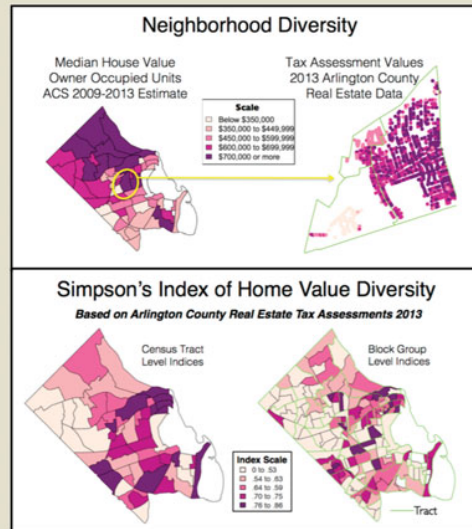 Neighborhood Diversity
Median House Value
Owner Occupied Units
ACS 2009-2013 Estimate
Tax Assessment Values
2013 Arlington County
Real Estate Data
Scale
Below $350,000
$350,000 to $449,999
$450,000 to $599,999
$600,000 to $699,999
$700,000 or more
Simpson's Index of Home Value Diversity
Based on Arlington County Real Estate Tax Assessments 2013
Census Tract
Level Indices
Block Group
Level Indices
Index Scale
0 to .53
.54 to .63
.64 to .59
.70 to .75
.76 to .86
Tract